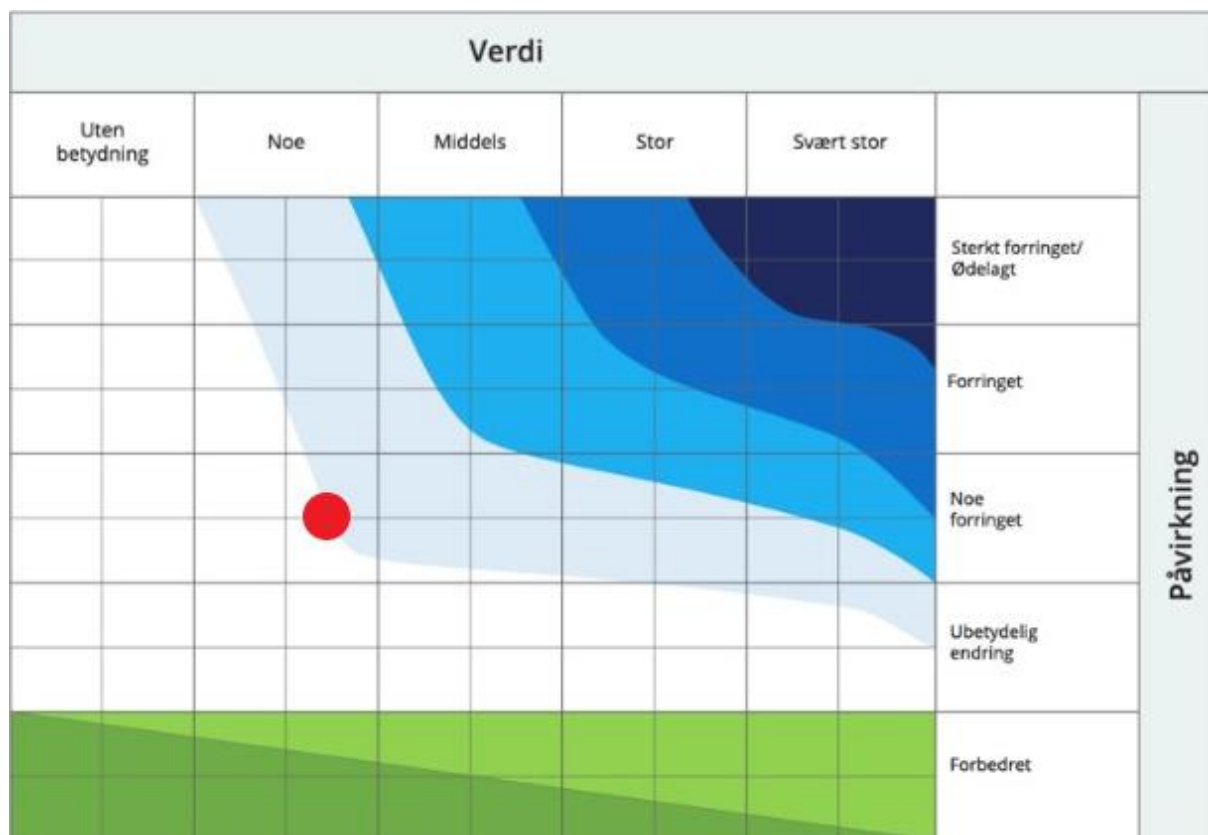 Verdi
Uten
betydning
Noe
Middels
Stor
Svært stor
Sterkt forringet/
Ødelagt
Forringet
Noe
forringet
Ubetydelig
endring
Forbedret
Påvirkning